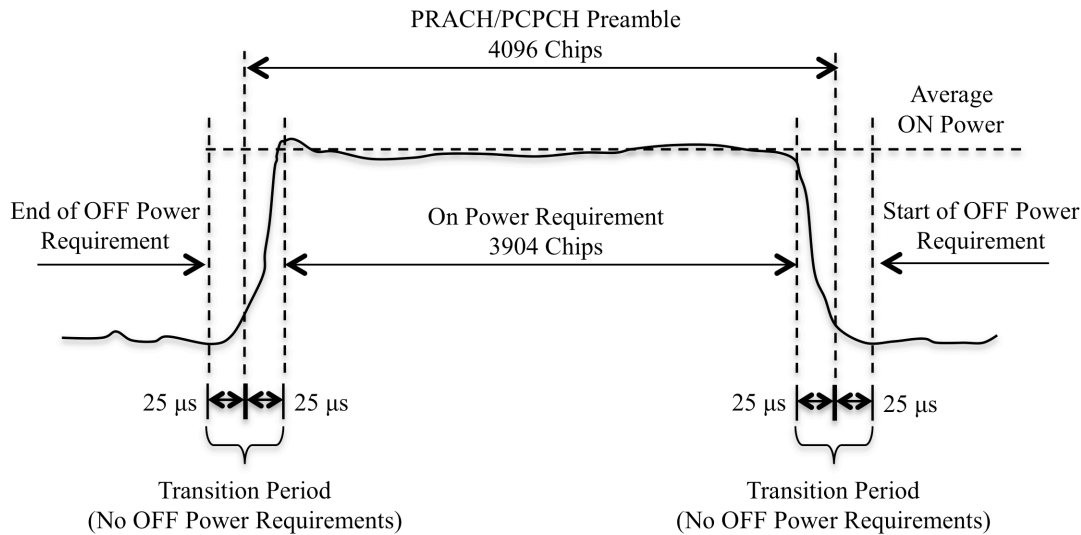 PRACH/PCPCH Preamble
4096 Chips
Average
ON Power
End of OFF Power
Requirement
On Power Requirement
3904 Chips
Start of OFF Power
Requirement
25 μs
25 μs
25 μs
25 μs
Transition Period
(No OFF Power Requirements)
Transition Period
(No OFF Power Requirements)